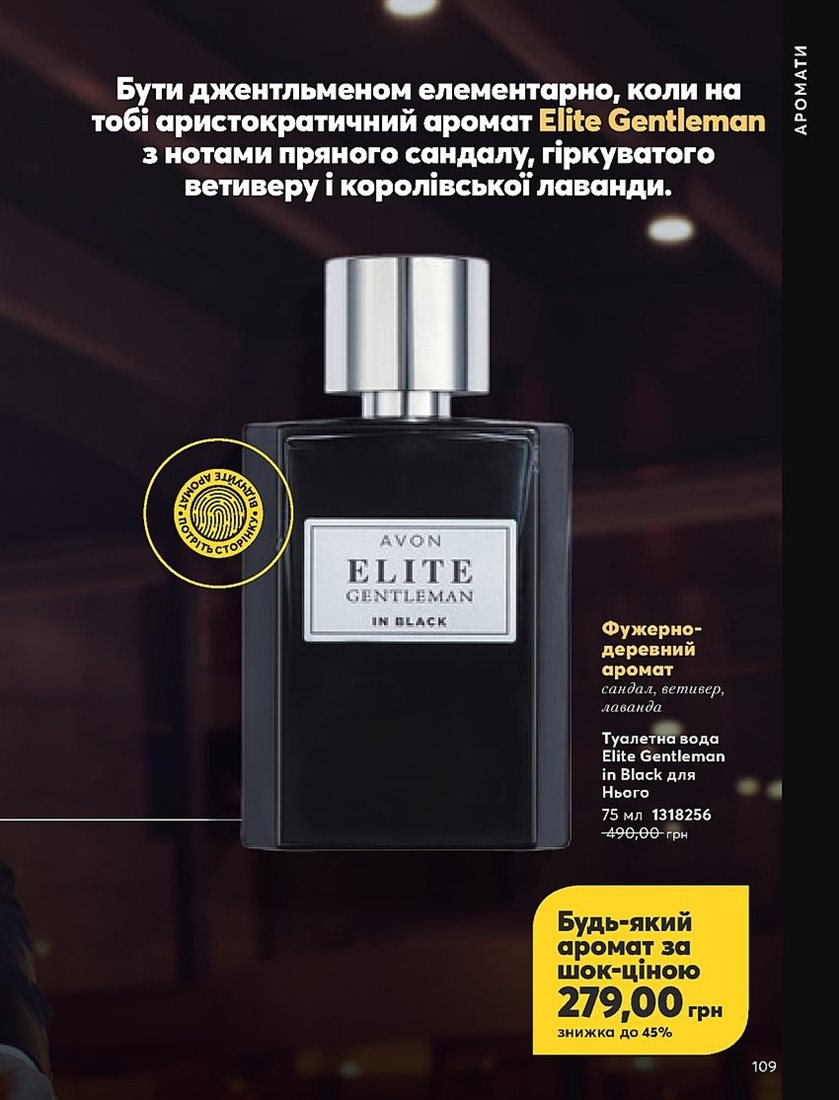 АРОМАТИ
Бути джентльменом елементарно, коли на
тобі аристократичний аромат Elite Gentleman
з нотами пряного сандалу, гіркуватого
ветиверу і королівської лаванди.
ВІДЧУЙТЕ АРОМАТ • ПОТРІТЬ СТОРІНКУ •
AVON
ELITE
GENTLEMAN
IN BLACK
Фужерно-
деревний
аромат
сандал, ветивер,
лаванда
Туалетна вода
Elite Gentleman
in Black для
Нього
75 мл 1318256
490,00 грн
Будь-який
аромат за
шок-ціною
279,00 грн
знижка до 45%
109